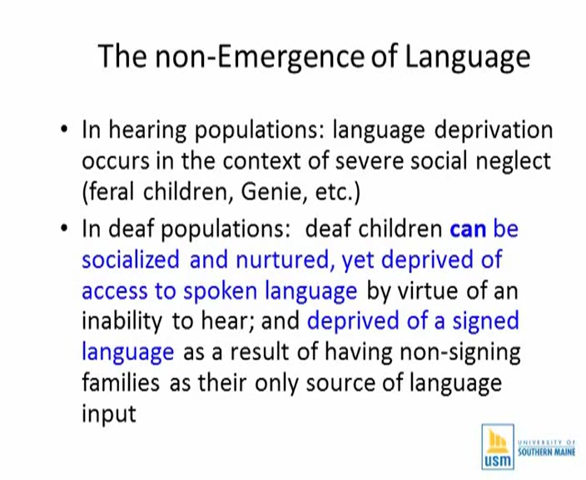 The non-Emergence of Language
• In hearing populations: language deprivation
occurs in the context of severe social neglect
(feral children, Genie, etc.)
• In deaf populations: deaf children can be
socialized and nurtured, yet deprived of
access to spoken language by virtue of an
inability to hear; and deprived of a signed
language as a result of having non-signing
families as their only source of language
input
UNIVERSITY OF
SOUTHERN MAINE
usm